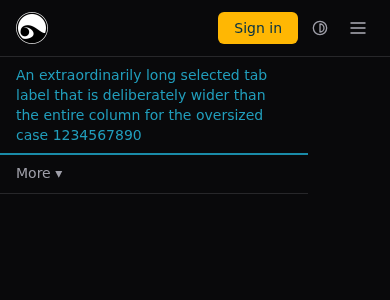 Sign in
An extraordinarily long selected tab
label that is deliberately wider than
the entire column for the oversized
case 1234567890
More ▾